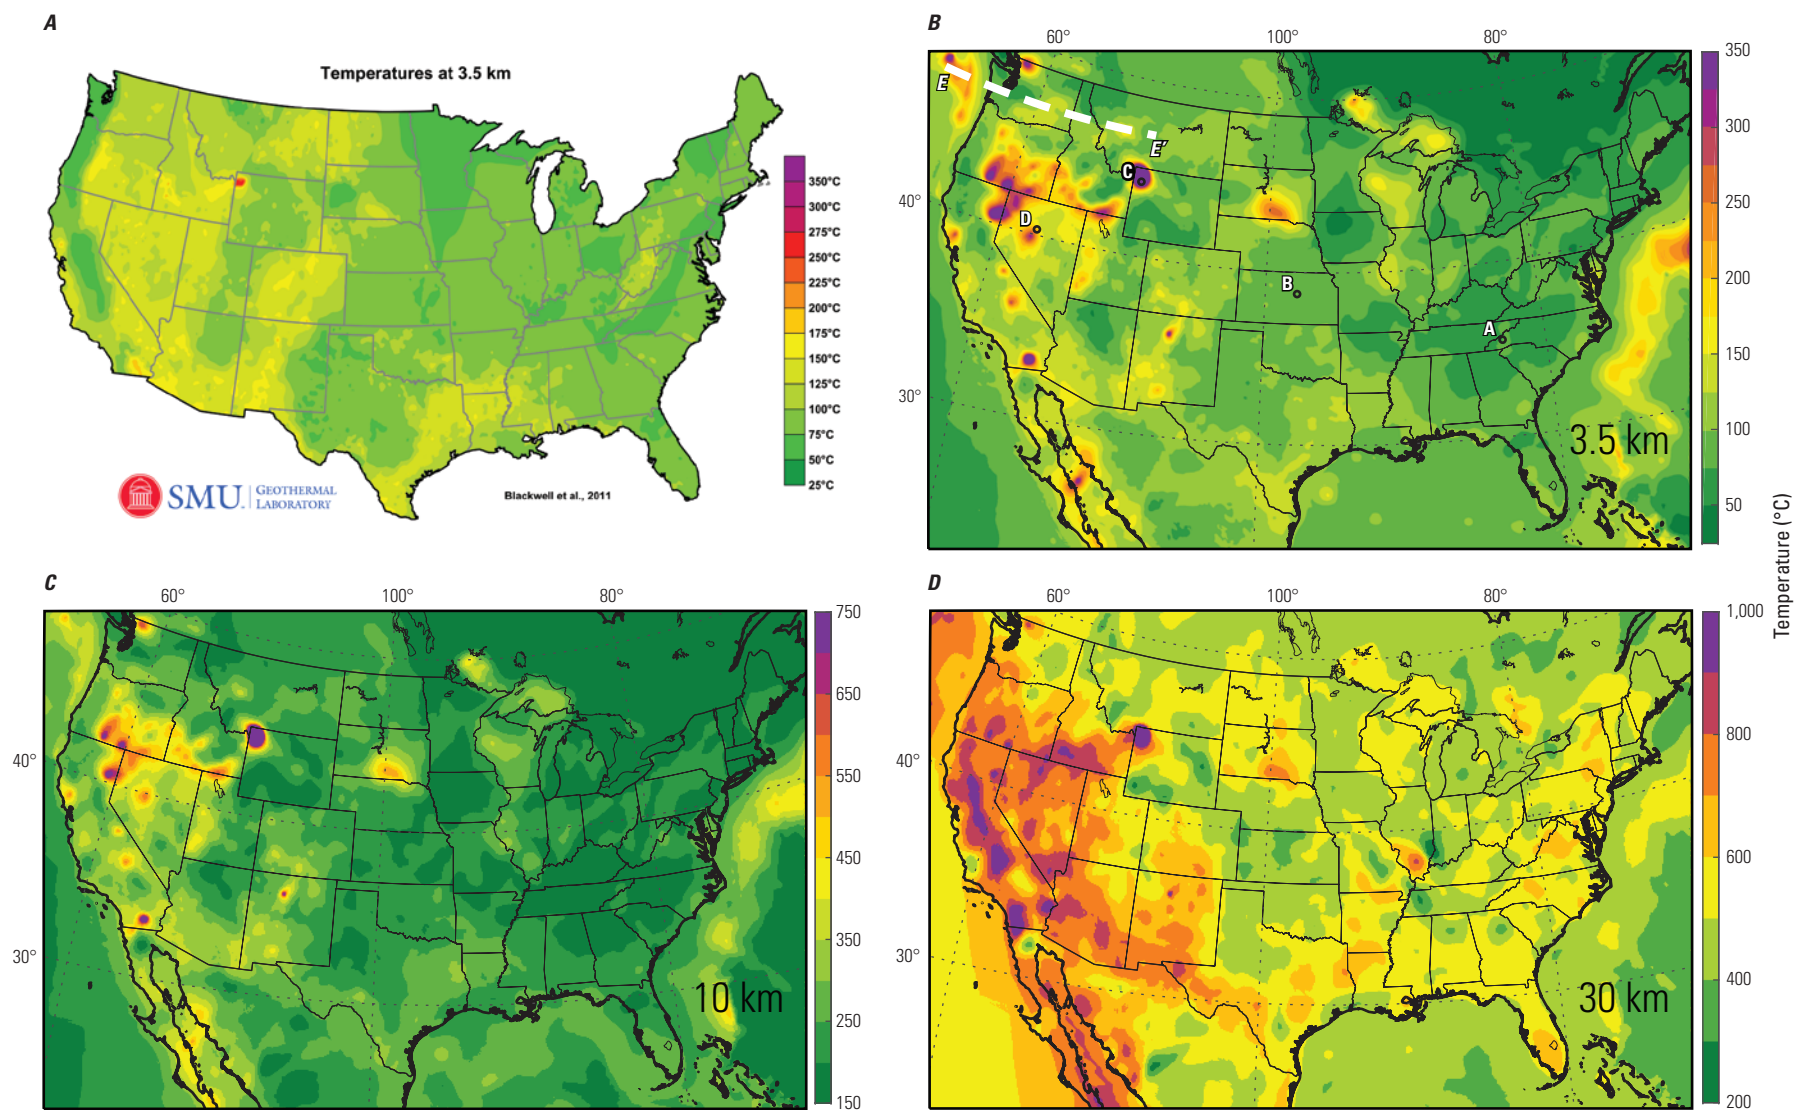 A
Temperatures at 3.5 km
350°C
300°C
275°C
250°C
225°C
200°C
175°C
150°C
125°C
100°C
75°C
50°C
25°C
SMU. GEOTHERMAL
LABORATORY
Blackwell et al., 2011
B
60° 100° 80°
40°
30°
E
E′
C
D
B
A
3.5 km
350
300
250
200
150
100
50
Temperature (°C)
C
60° 100° 80°
40°
30°
10 km
750
650
550
450
350
250
150
D
60° 100° 80°
40°
30°
30 km
1,000
800
600
400
200